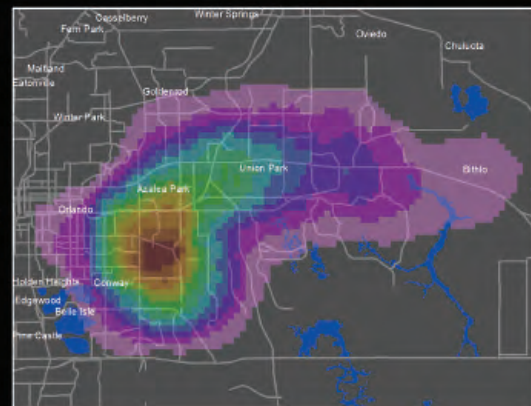 Casselberry
Winter Springs
Fern Park
Oviedo
Chuluota
Maitland
Eatonville
Goldenrod
Winter Park
Union Park
Bithlo
Azalea Park
Orlando
Holden Heights
Conway
Edgewood
Belle Isle
Pine Castle